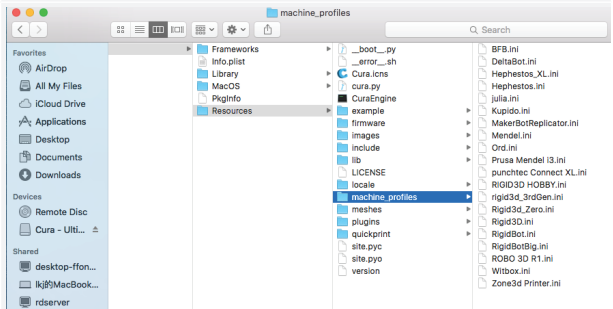 machine_profiles
Search
Favorites
AirDrop
All My Files
iCloud Drive
Applications
Desktop
Documents
Downloads
Devices
Remote Disc
Cura - Ulti...
Shared
desktop-ffon...
lkj的MacBook...
rdserver
Frameworks
Info.plist
Library
MacOS
PkgInfo
Resources
__boot__.py
__error__.sh
Cura.icns
cura.py
CuraEngine
example
firmware
images
include
lib
LICENSE
locale
machine_profiles
meshes
plugins
quickprint
site.pyc
site.pyo
version
BFB.ini
DeltaBot.ini
Hephestos_XL.ini
Hephestos.ini
julia.ini
Kupido.ini
MakerBotReplicator.ini
Mendel.ini
Ord.ini
Prusa Mendel i3.ini
punchtec Connect XL.ini
RIGID3D HOBBY.ini
rigid3d_3rdGen.ini
Rigid3d_Zero.ini
Rigid3D.ini
RigidBot.ini
RigidBotBig.ini
ROBO 3D R1.ini
Witbox.ini
Zone3d Printer.ini